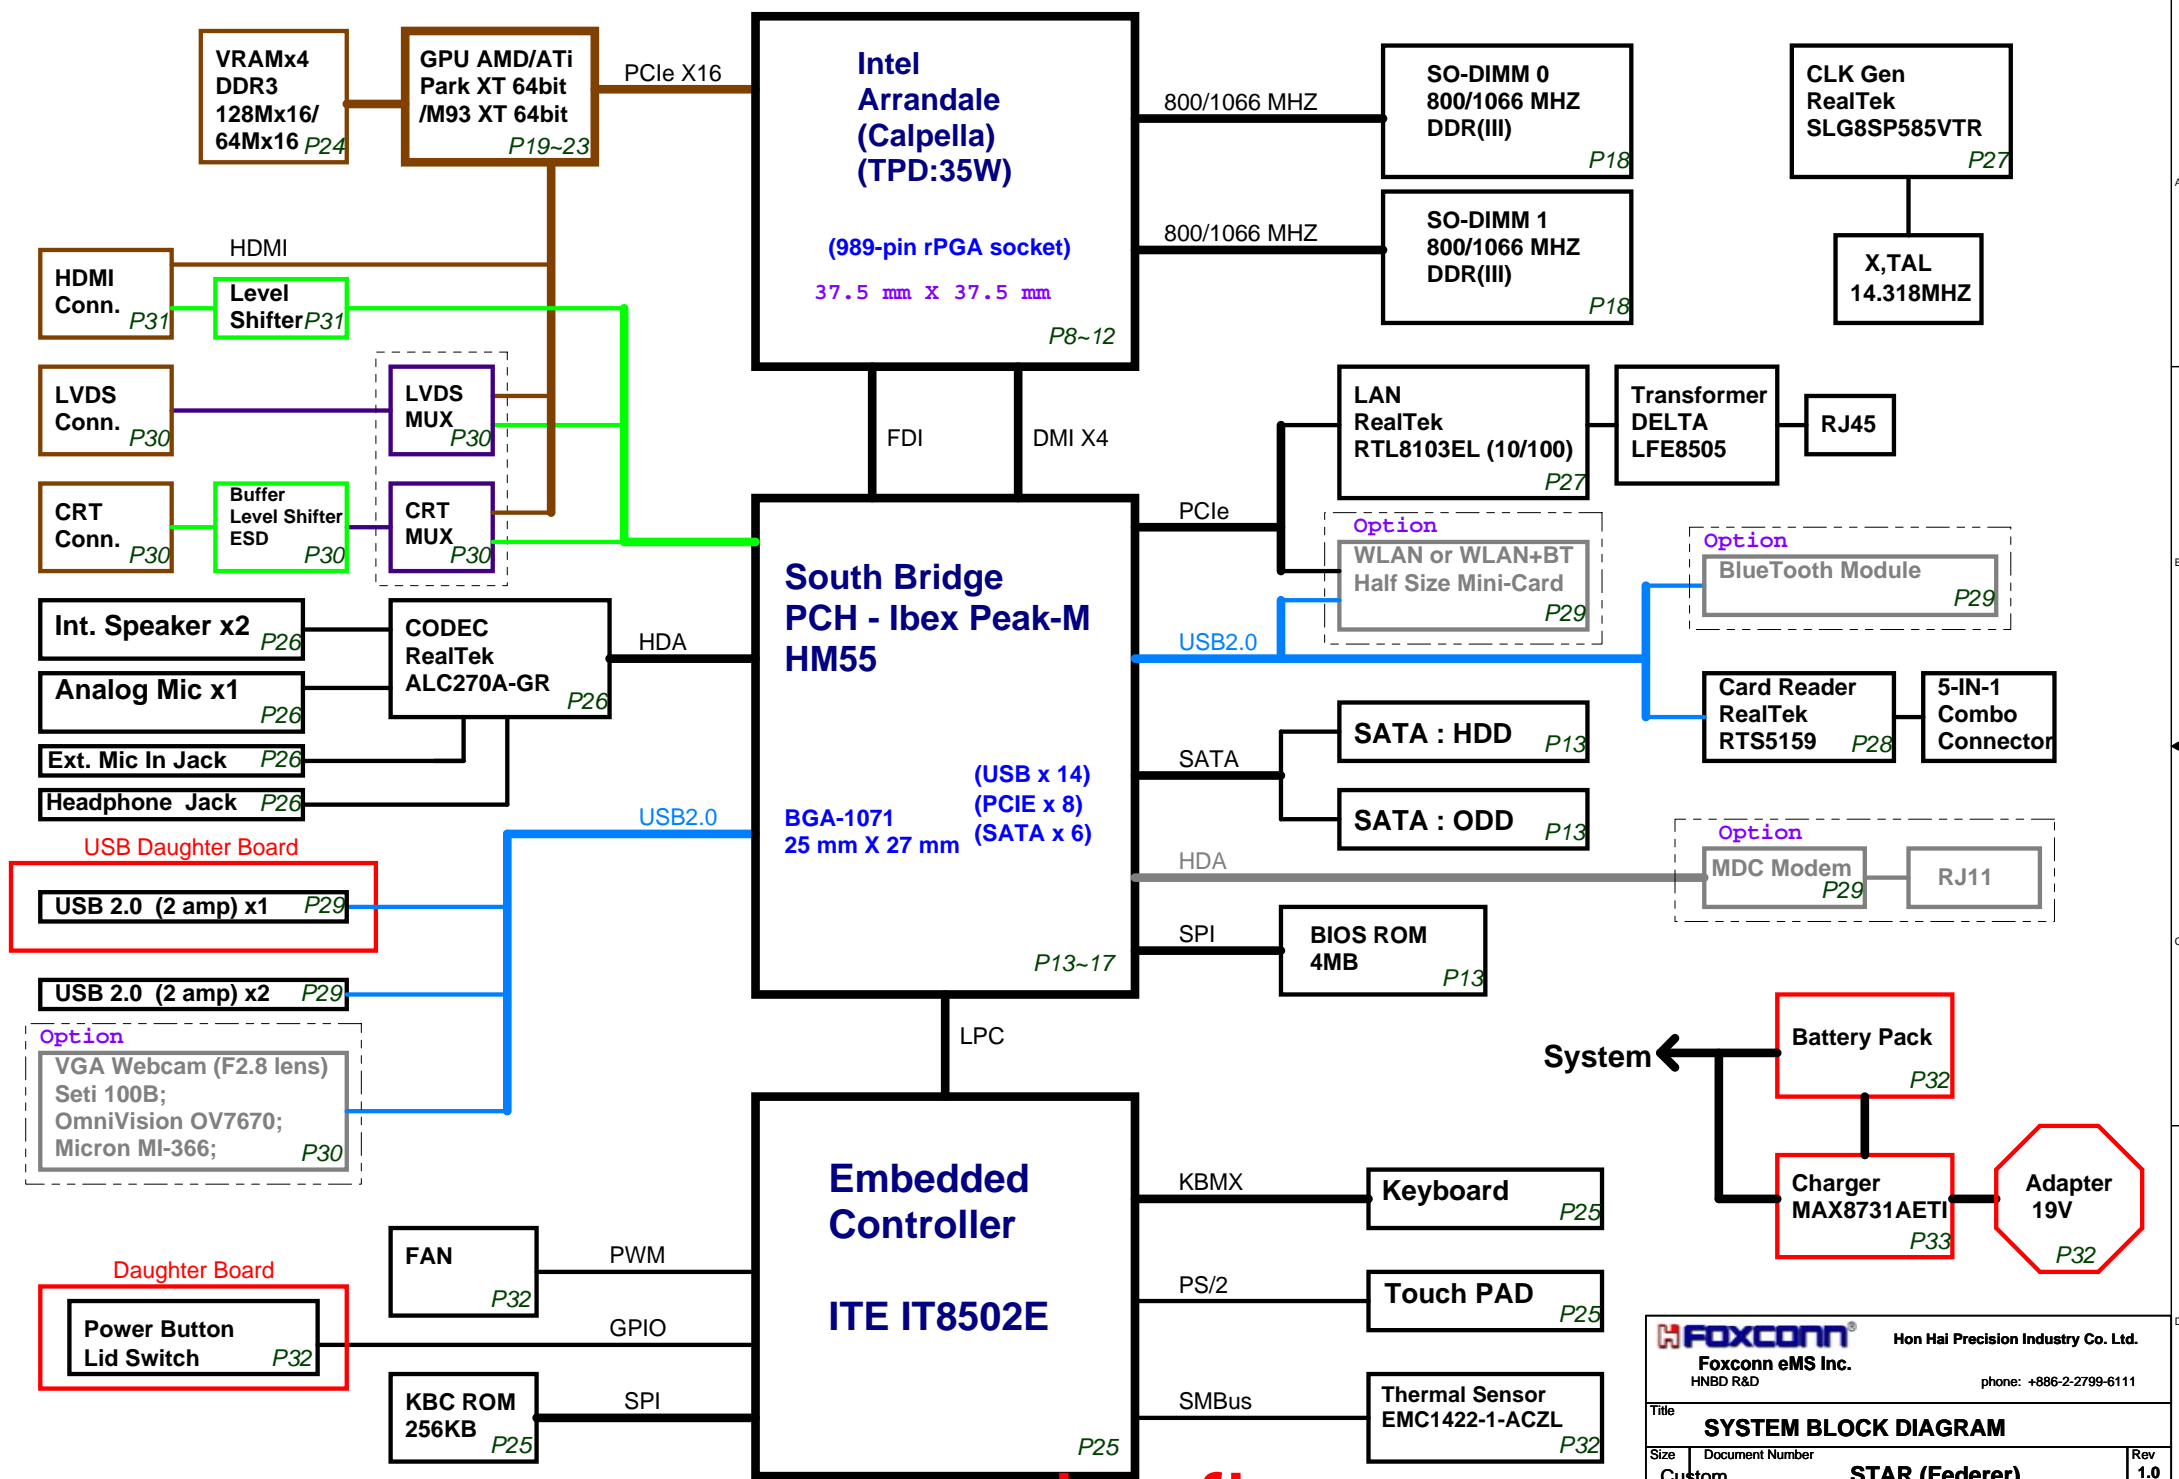 VRAMx4
DDR3
128Mx16/
64Mx16 P24
GPU AMD/ATi
Park XT 64bit
/M93 XT 64bit
P19~23
PCIe X16
Intel
Arrandale
(Calpella)
(TPD:35W)
(989-pin rPGA socket)
37.5 mm X 37.5 mm
P8~12
800/1066 MHZ
SO-DIMM 0
800/1066 MHZ
DDR(III)
P18
800/1066 MHZ
SO-DIMM 1
800/1066 MHZ
DDR(III)
P18
CLK Gen
RealTek
SLG8SP585VTR
P27
X,TAL
14.318MHZ
HDMI
HDMI
Conn.
P31
Level
Shifter P31
LVDS
Conn.
P30
LVDS
MUX
P30
CRT
Conn.
P30
Buffer
Level Shifter
ESD
P30
CRT
MUX
P30
FDI
DMI X4
LAN
RealTek
RTL8103EL (10/100)
P27
Transformer
DELTA
LFE8505
RJ45
PCIe
Option
WLAN or WLAN+BT
Half Size Mini-Card
P29
Option
BlueTooth Module
P29
USB2.0
Card Reader
RealTek
RTS5159 P28
5-IN-1
Combo
Connector
South Bridge
PCH - Ibex Peak-M
HM55
(USB x 14)
(PCIE x 8)
(SATA x 6)
BGA-1071
25 mm X 27 mm
P13~17
Int. Speaker x2
P26
Analog Mic x1
P26
Ext. Mic In Jack P26
Headphone Jack P26
CODEC
RealTek
ALC270A-GR
P26
HDA
SATA
SATA : HDD P13
SATA : ODD P13
HDA
Option
MDC Modem
P29
RJ11
SPI
BIOS ROM
4MB
P13
USB2.0
USB Daughter Board
USB 2.0 (2 amp) x1 P29
USB 2.0 (2 amp) x2 P29
Option
VGA Webcam (F2.8 lens)
Seti 100B;
OmniVision OV7670;
Micron MI-366;
P30
LPC
System
Battery Pack
P32
Charger
MAX8731AETI
P33
Adapter
19V
P32
Embedded
Controller
ITE IT8502E
P25
FAN
P32
PWM
Daughter Board
Power Button
Lid Switch P32
GPIO
KBC ROM
256KB
P25
SPI
KBMX
Keyboard
P25
PS/2
Touch PAD
P25
SMBus
Thermal Sensor
EMC1422-1-ACZL
P32
FOXCONN®
Hon Hai Precision Industry Co. Ltd.
Foxconn eMS Inc.
HNBD R&D
phone: +886-2-2799-6111
Title
SYSTEM BLOCK DIAGRAM
Size
Document Number
Rev
Custom
STAR (Federer)
1.0
A
B
C
D